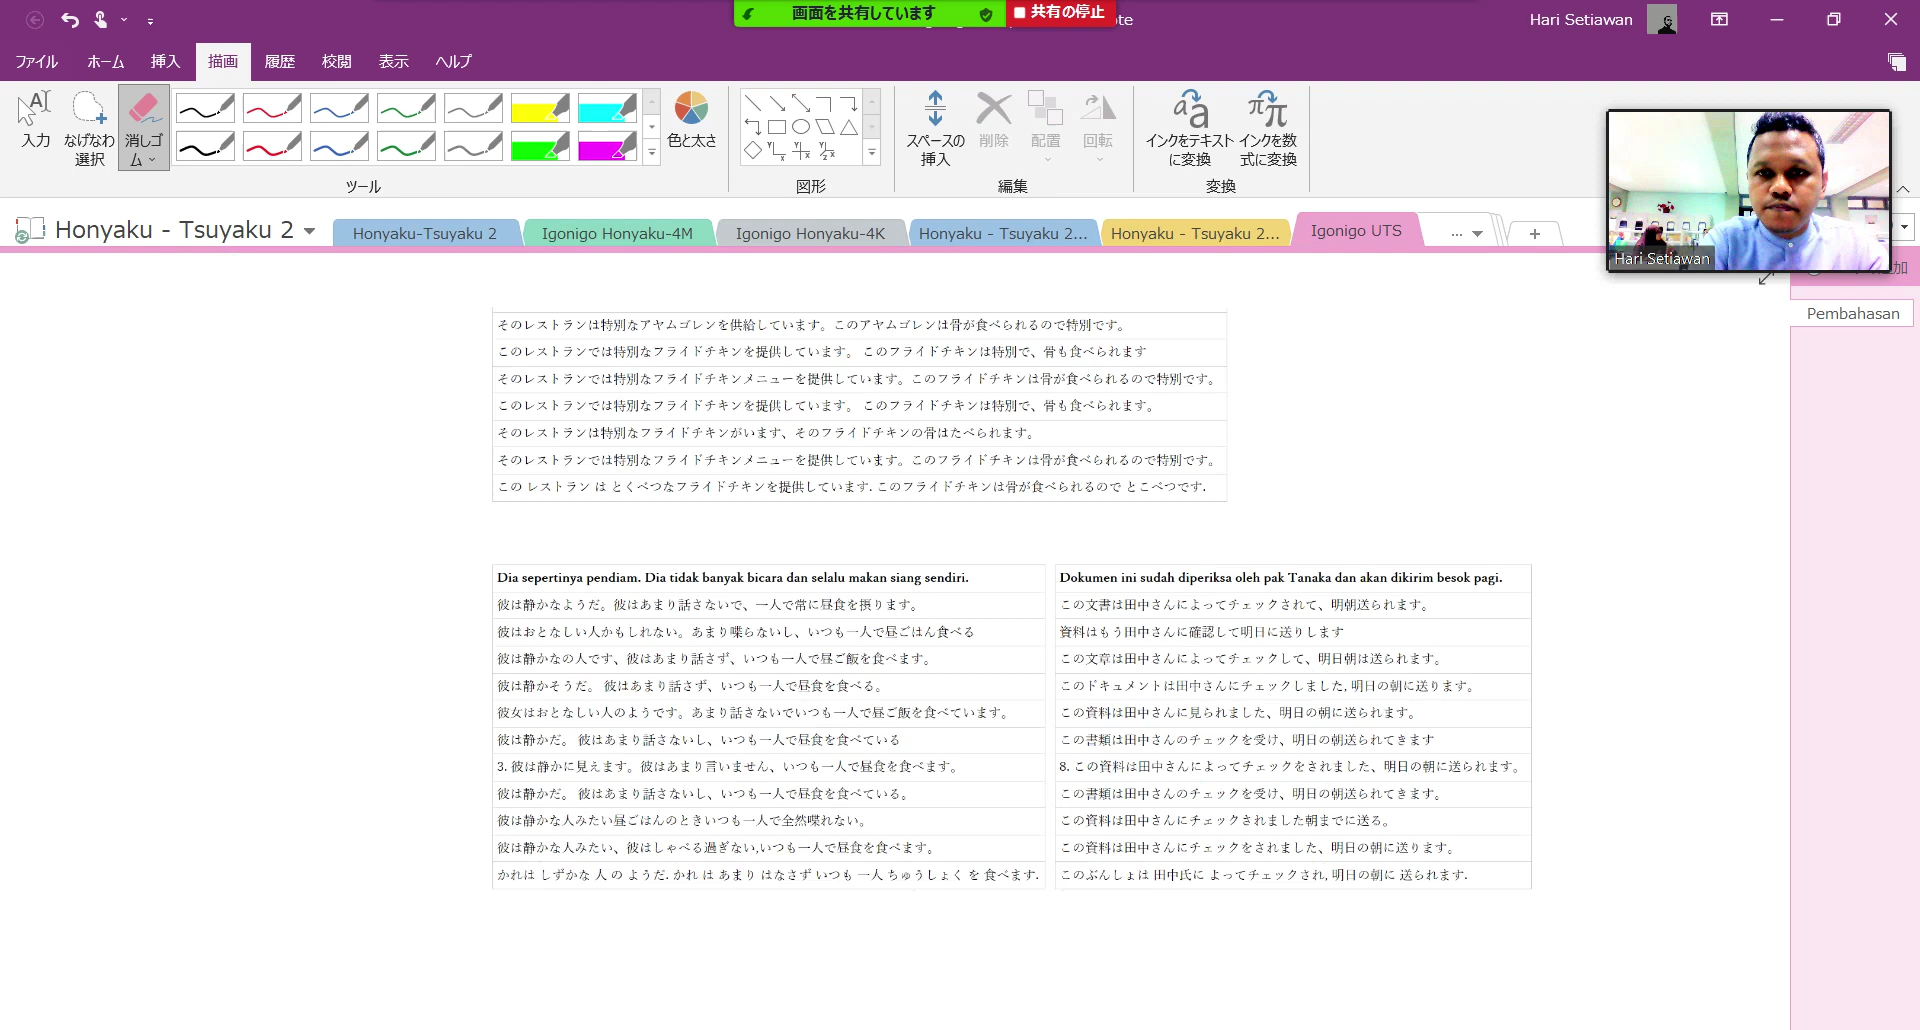 画面を共有しています
共有の停止
ote
Hari Setiawan
ファイル
ホーム
挿入
描画
履歴
校閲
表示
ヘルプ
入力
なげなわ
選択
消しゴ
ム
色と太さ
スペースの
挿入
削除
配置
回転
インクをテキスト
に変換
インクを数
式に変換
ツール
図形
編集
変換
Honyaku - Tsuyaku 2
Honyaku-Tsuyaku 2
Igonigo Honyaku-4M
Igonigo Honyaku-4K
Honyaku - Tsuyaku 2...
Honyaku - Tsuyaku 2...
Igonigo UTS
...
Hari Setiawan
加
Pembahasan
そのレストランは特別なアヤムゴレンを供給しています。このアヤムゴレンは骨が食べられるので特別です。
このレストランでは特別なフライドチキンを提供しています。 このフライドチキンは特別で、骨も食べられます
そのレストランでは特別なフライドチキンメニューを提供しています。このフライドチキンは骨が食べられるので特別です。
このレストランでは特別なフライドチキンを提供しています。 このフライドチキンは特別で、骨も食べられます。
そのレストランは特別なフライドチキンがいます、そのフライドチキンの骨はたべられます。
そのレストランでは特別なフライドチキンメニューを提供しています。このフライドチキンは骨が食べられるので特別です。
この レストラン は とくべつなフライドチキンを提供しています. このフライドチキンは骨が食べられるので とこべつです.
Dia sepertinya pendiam. Dia tidak banyak bicara dan selalu makan siang sendiri.
彼は静かなようだ。彼はあまり話さないで、一人で常に昼食を摂ります。
彼はおとなしい人かもしれない。あまり喋らないし、いつも一人で昼ごはん食べる
彼は静かなの人です、彼はあまり話さず、いつも一人で昼ご飯を食べます。
彼は静かそうだ。 彼はあまり話さず、いつも一人で昼食を食べる。
彼女はおとなしい人のようです。あまり話さないでいつも一人で昼ご飯を食べています。
彼は静かだ。 彼はあまり話さないし、いつも一人で昼食を食べている
3. 彼は静かに見えます。彼はあまり言いません、いつも一人で昼食を食べます。
彼は静かだ。 彼はあまり話さないし、いつも一人で昼食を食べている。
彼は静かな人みたい昼ごはんのときいつも一人で全然喋れない。
彼は静かな人みたい、彼はしゃべる過ぎない,いつも一人で昼食を食べます。
かれは しずかな 人 の ようだ. かれ は あまり はなさず いつも 一人 ちゅうしょく を 食べます.
Dokumen ini sudah diperiksa oleh pak Tanaka dan akan dikirim besok pagi.
この文書は田中さんによってチェックされて、明朝送られます。
資料はもう田中さんに確認して明日に送りします
この文章は田中さんによってチェックして、明日朝は送られます。
このドキュメントは田中さんにチェックしました, 明日の朝に送ります。
この資料は田中さんに見られました、明日の朝に送られます。
この書類は田中さんのチェックを受け、明日の朝送られてきます
8. この資料は田中さんによってチェックをされました、明日の朝に送られます。
この書類は田中さんのチェックを受け、明日の朝送られてきます。
この資料は田中さんにチェックされました朝までに送る。
この資料は田中さんにチェックをされました、明日の朝に送ります。
このぶんしょは 田中氏に よってチェックされ, 明日の朝に 送られます.